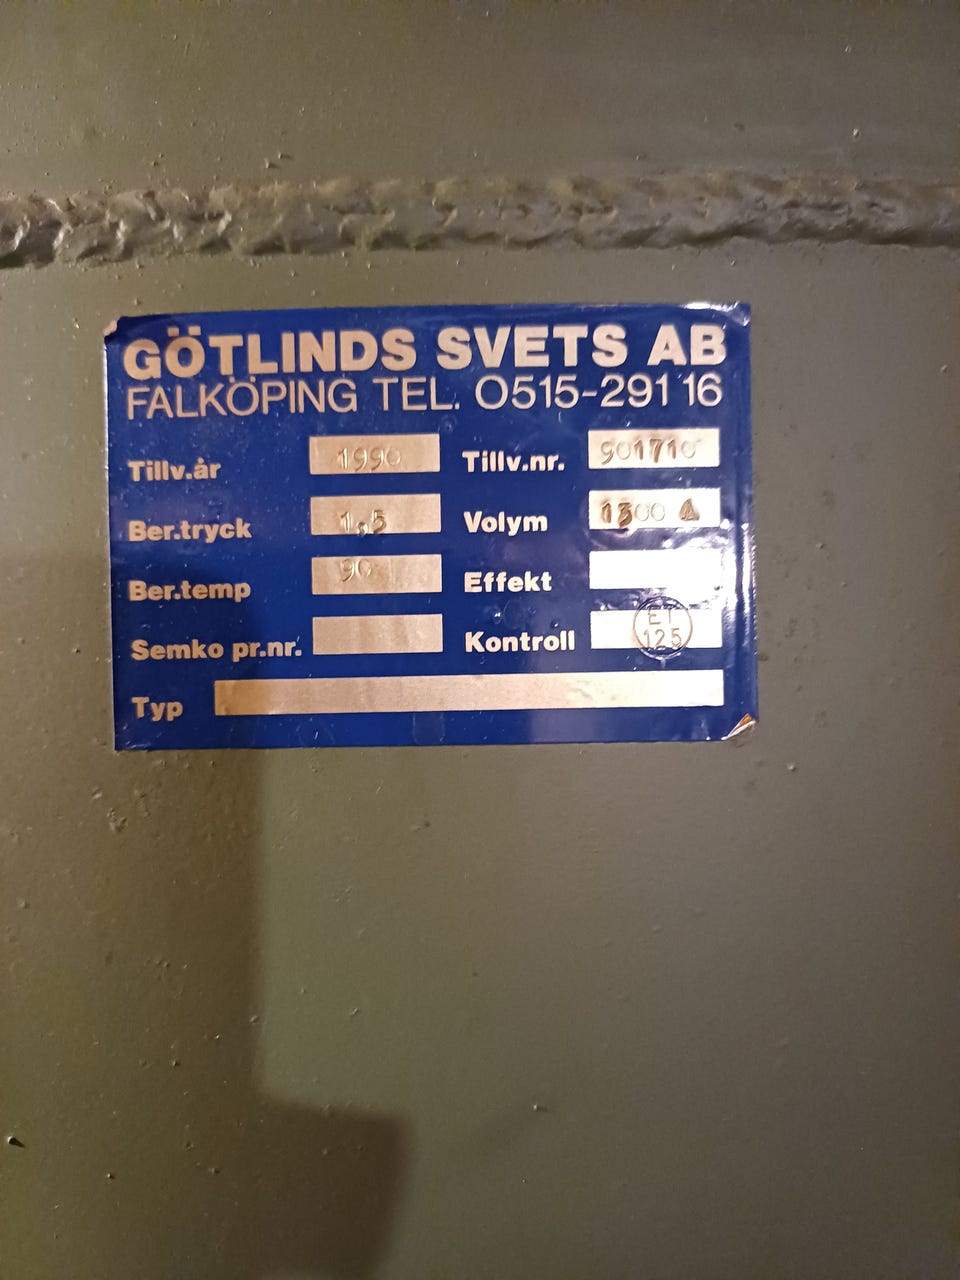 GÖTLINDS SVETS AB
FALKÖPING TEL. 0515-291 16
Tillv.år 1990 Tillv.nr. 901710
Ber.tryck 1,5 Volym
Ber.temp 90 Effekt
Semko pr.nr. Kontroll ET 125
Typ